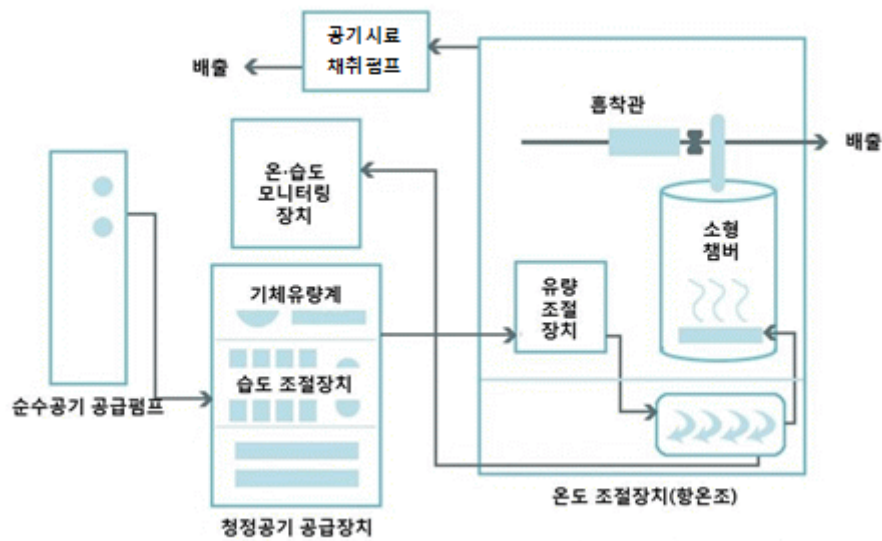 공기시료
채취펌프
배출
흡착관
배출
온·습도
모니터링
장치
소형
챔버
기체유량계
유량
조절
장치
습도 조절장치
순수공기 공급펌프
온도 조절장치(항온조)
청정공기 공급장치